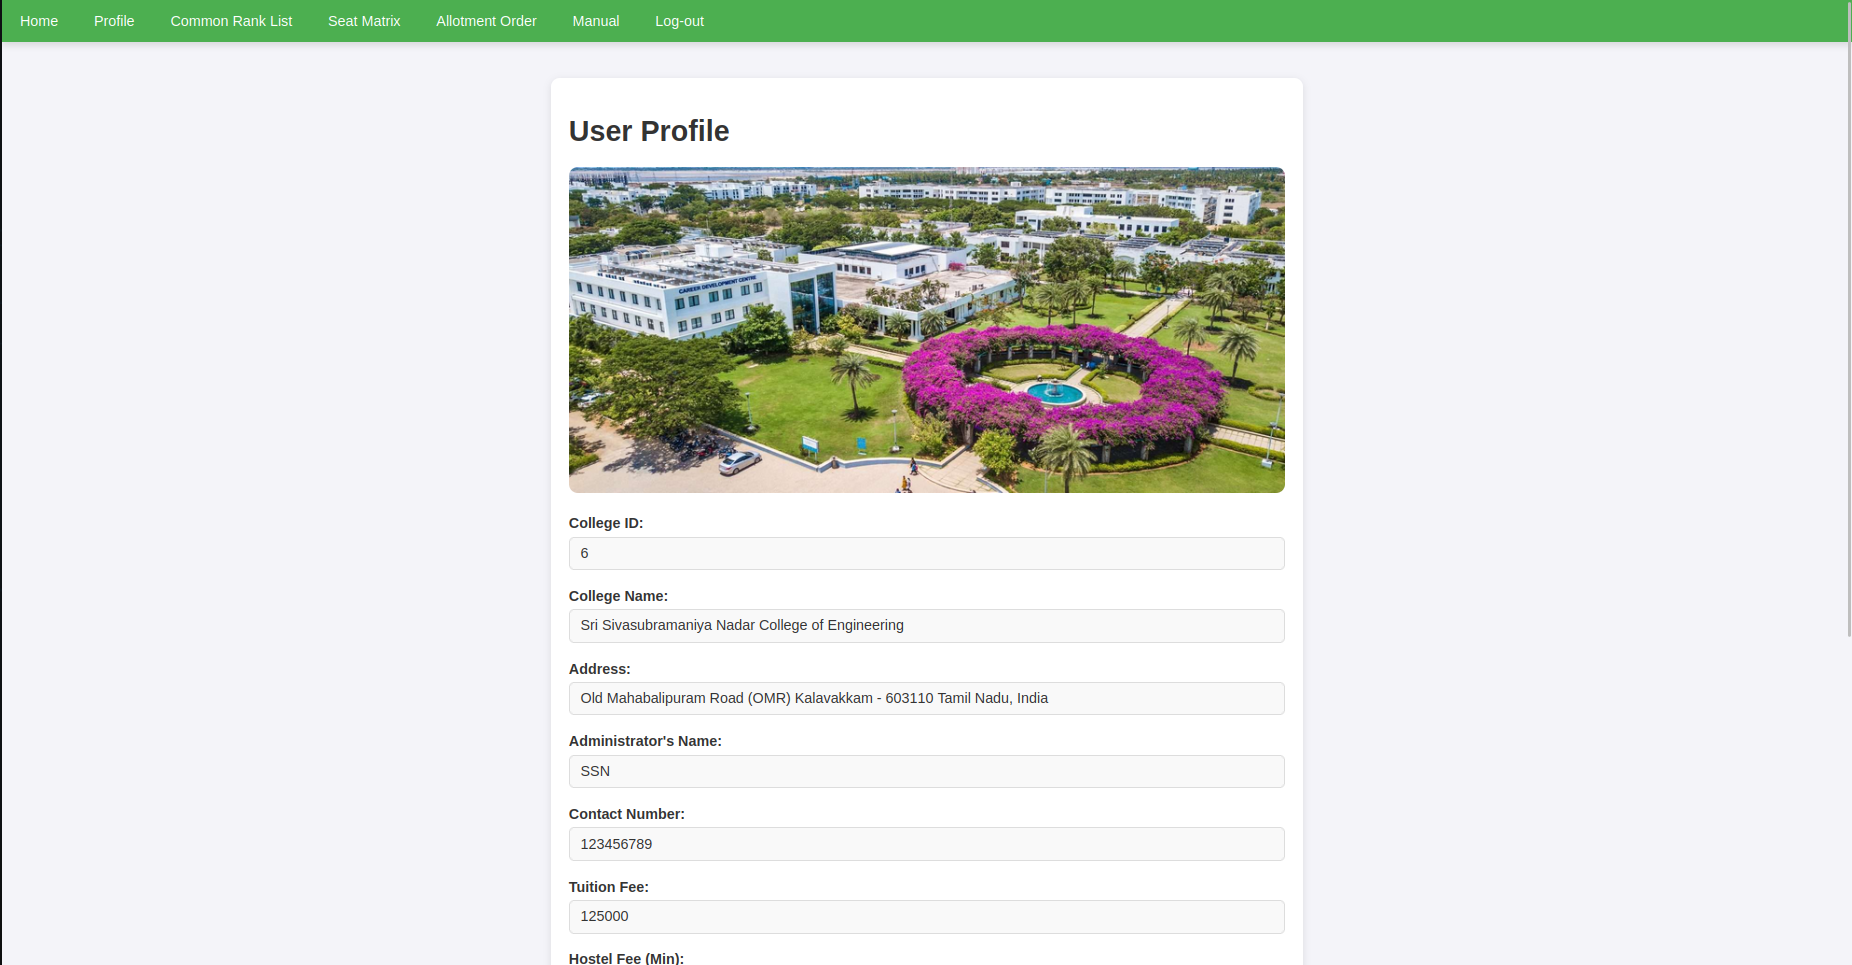 Home Profile Common Rank List Seat Matrix Allotment Order Manual Log-out
User Profile
CAREER DEVELOPMENT CENTRE
College ID:
6
College Name:
Sri Sivasubramaniya Nadar College of Engineering
Address:
Old Mahabalipuram Road (OMR) Kalavakkam - 603110 Tamil Nadu, India
Administrator's Name:
SSN
Contact Number:
123456789
Tuition Fee:
125000
Hostel Fee (Min):